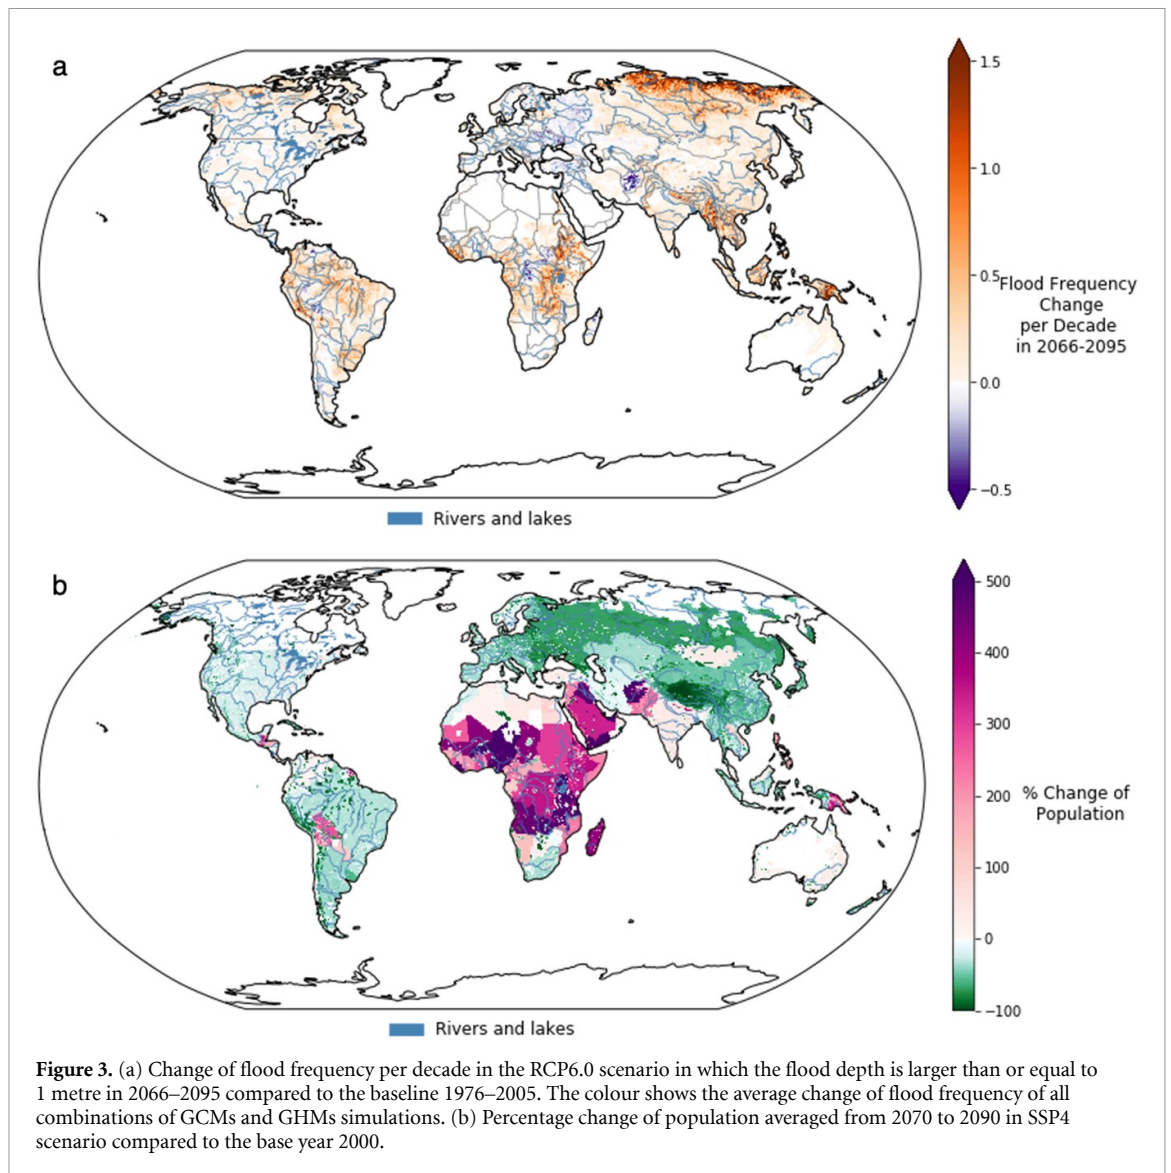 a
1.5
1.0
0.5
Flood Frequency
Change
per Decade
in 2066-2095
0.0
−0.5
Rivers and lakes
b
500
400
300
200
% Change of
Population
100
0
−100
Rivers and lakes
Figure 3. (a) Change of flood frequency per decade in the RCP6.0 scenario in which the flood depth is larger than or equal to
1 metre in 2066–2095 compared to the baseline 1976–2005. The colour shows the average change of flood frequency of all
combinations of GCMs and GHMs simulations. (b) Percentage change of population averaged from 2070 to 2090 in SSP4
scenario compared to the base year 2000.